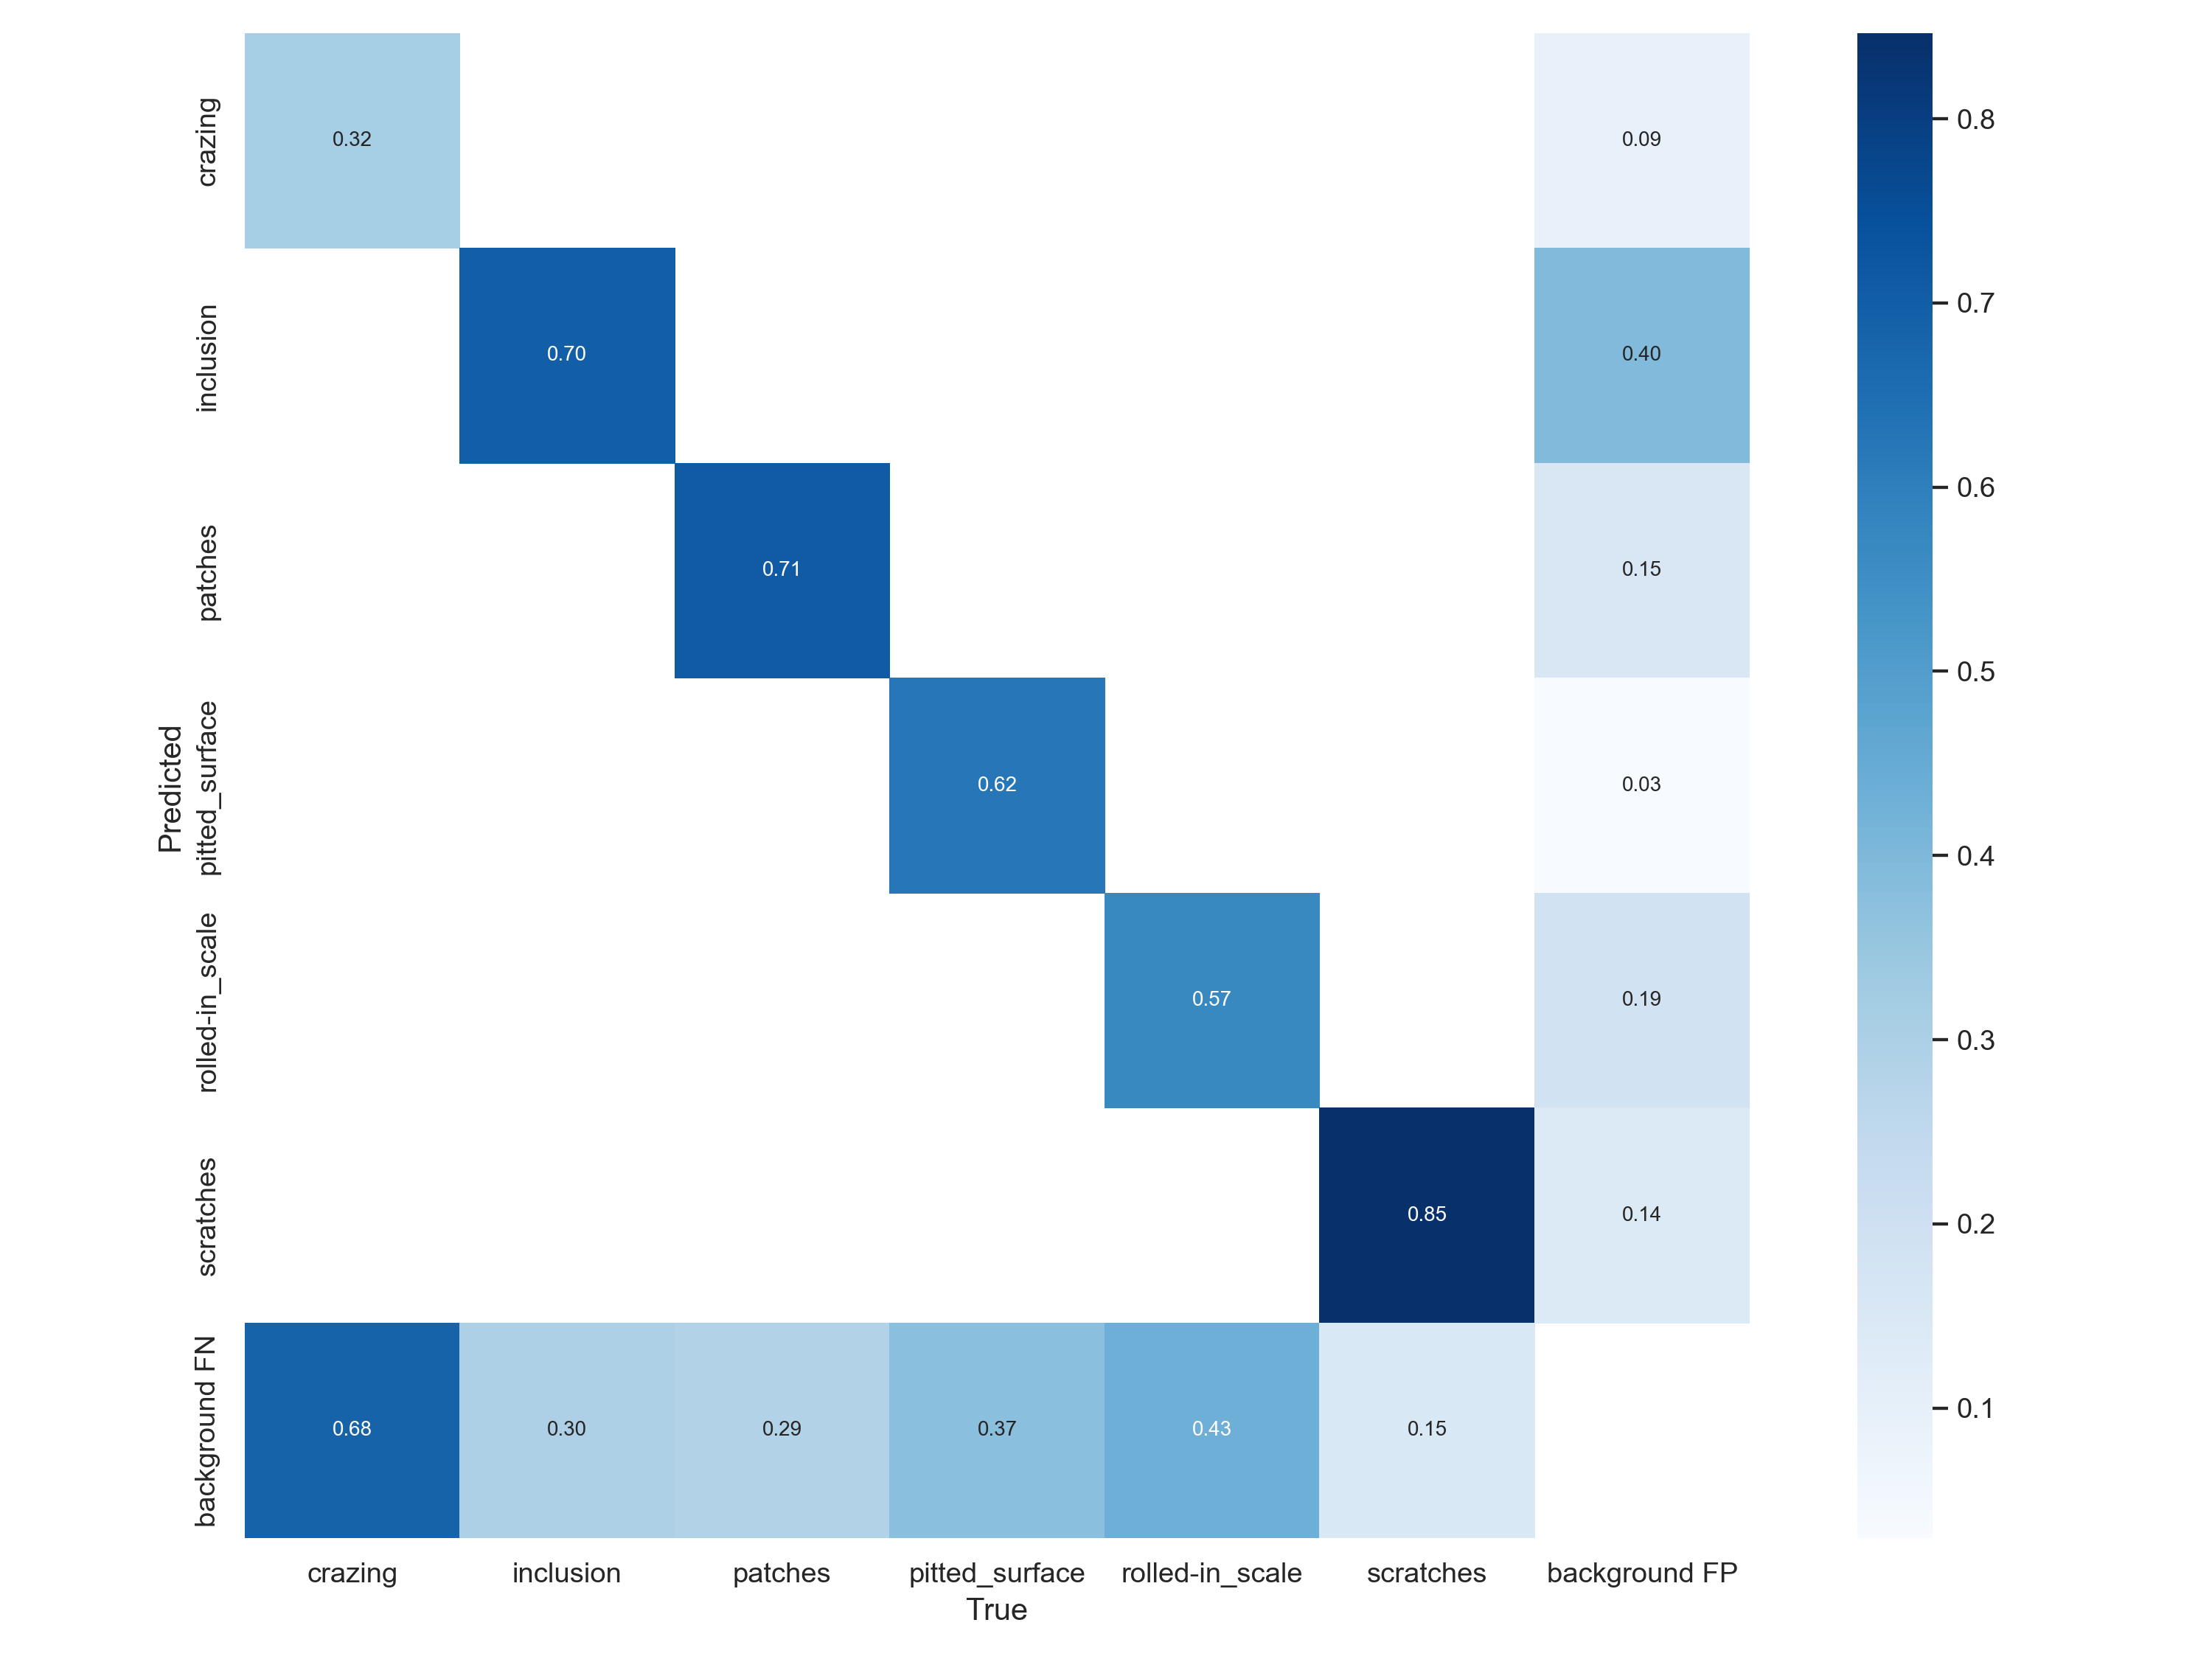 Predicted
crazing
inclusion
patches
pitted_surface
rolled-in_scale
scratches
background FN
0.32 0.09
0.70 0.40
0.71 0.15
0.62 0.03
0.57 0.19
0.85 0.14
0.68 0.30 0.29 0.37 0.43 0.15
crazing inclusion patches pitted_surface rolled-in_scale scratches background FP
True
0.8
0.7
0.6
0.5
0.4
0.3
0.2
0.1